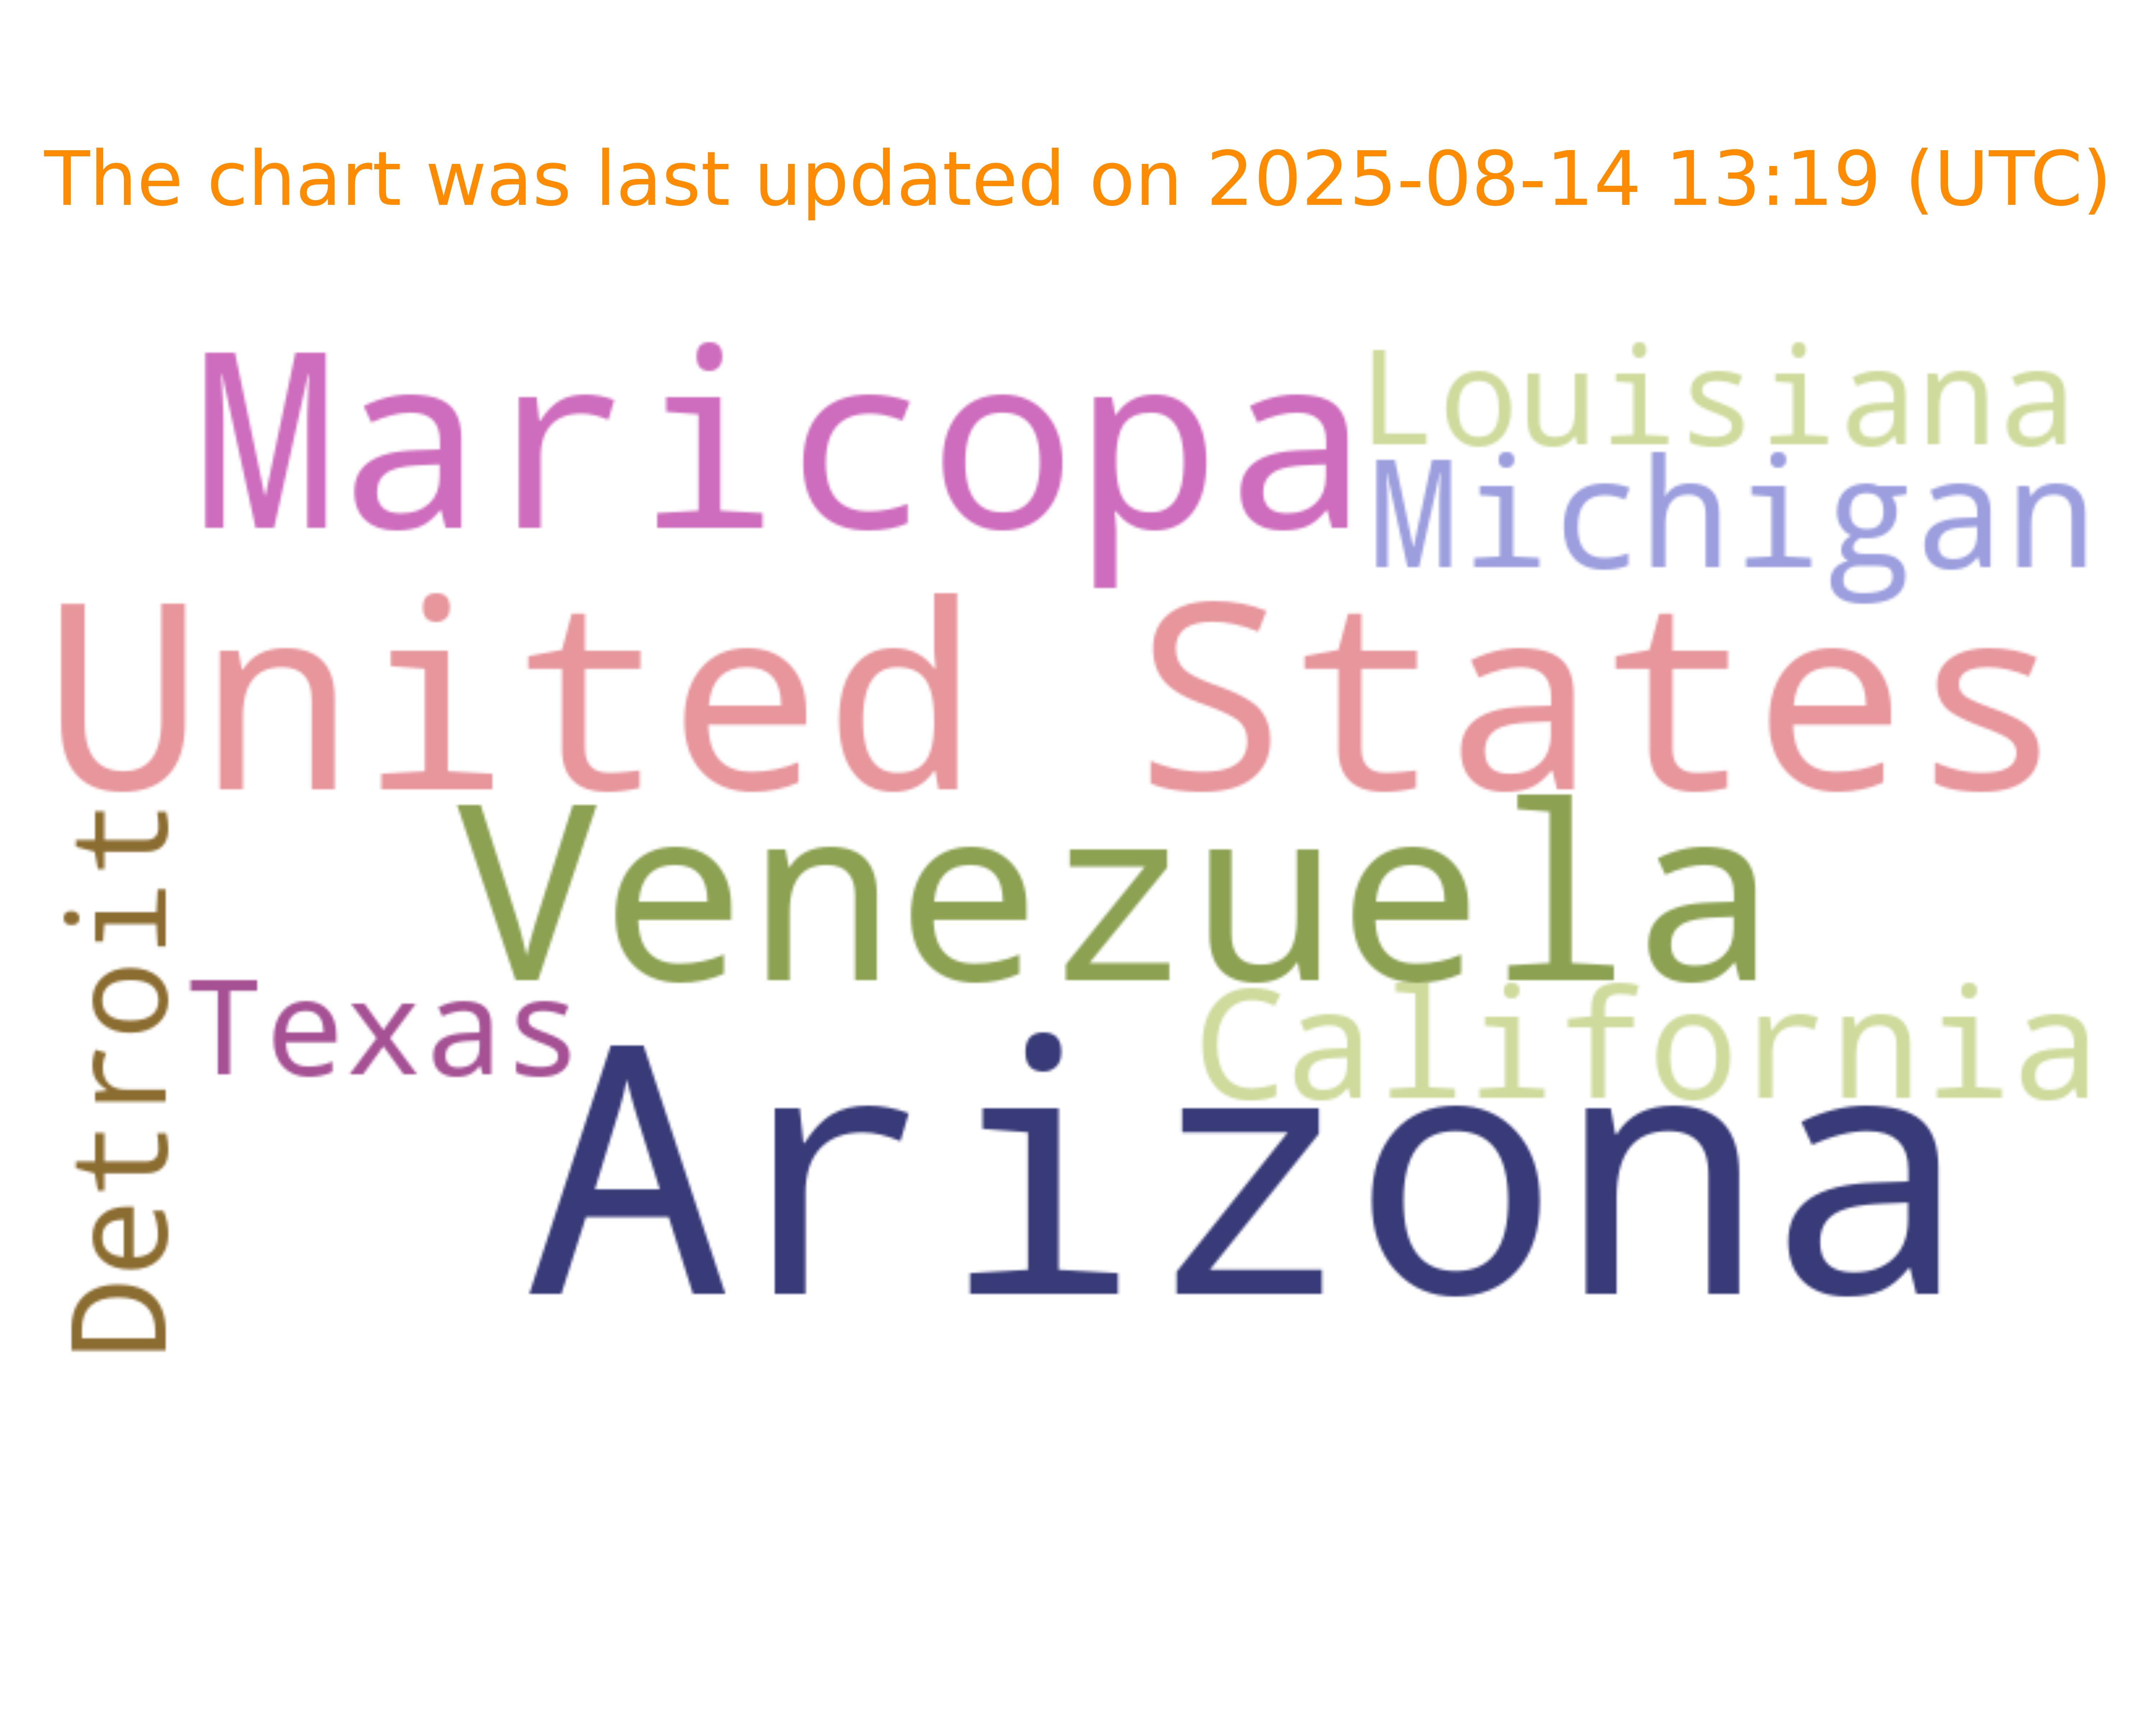 The chart was last updated on 2025-08-14 13:19 (UTC)
Maricopa
Louisiana
Michigan
United States
Venezuela
Detroit
Texas
California
Arizona